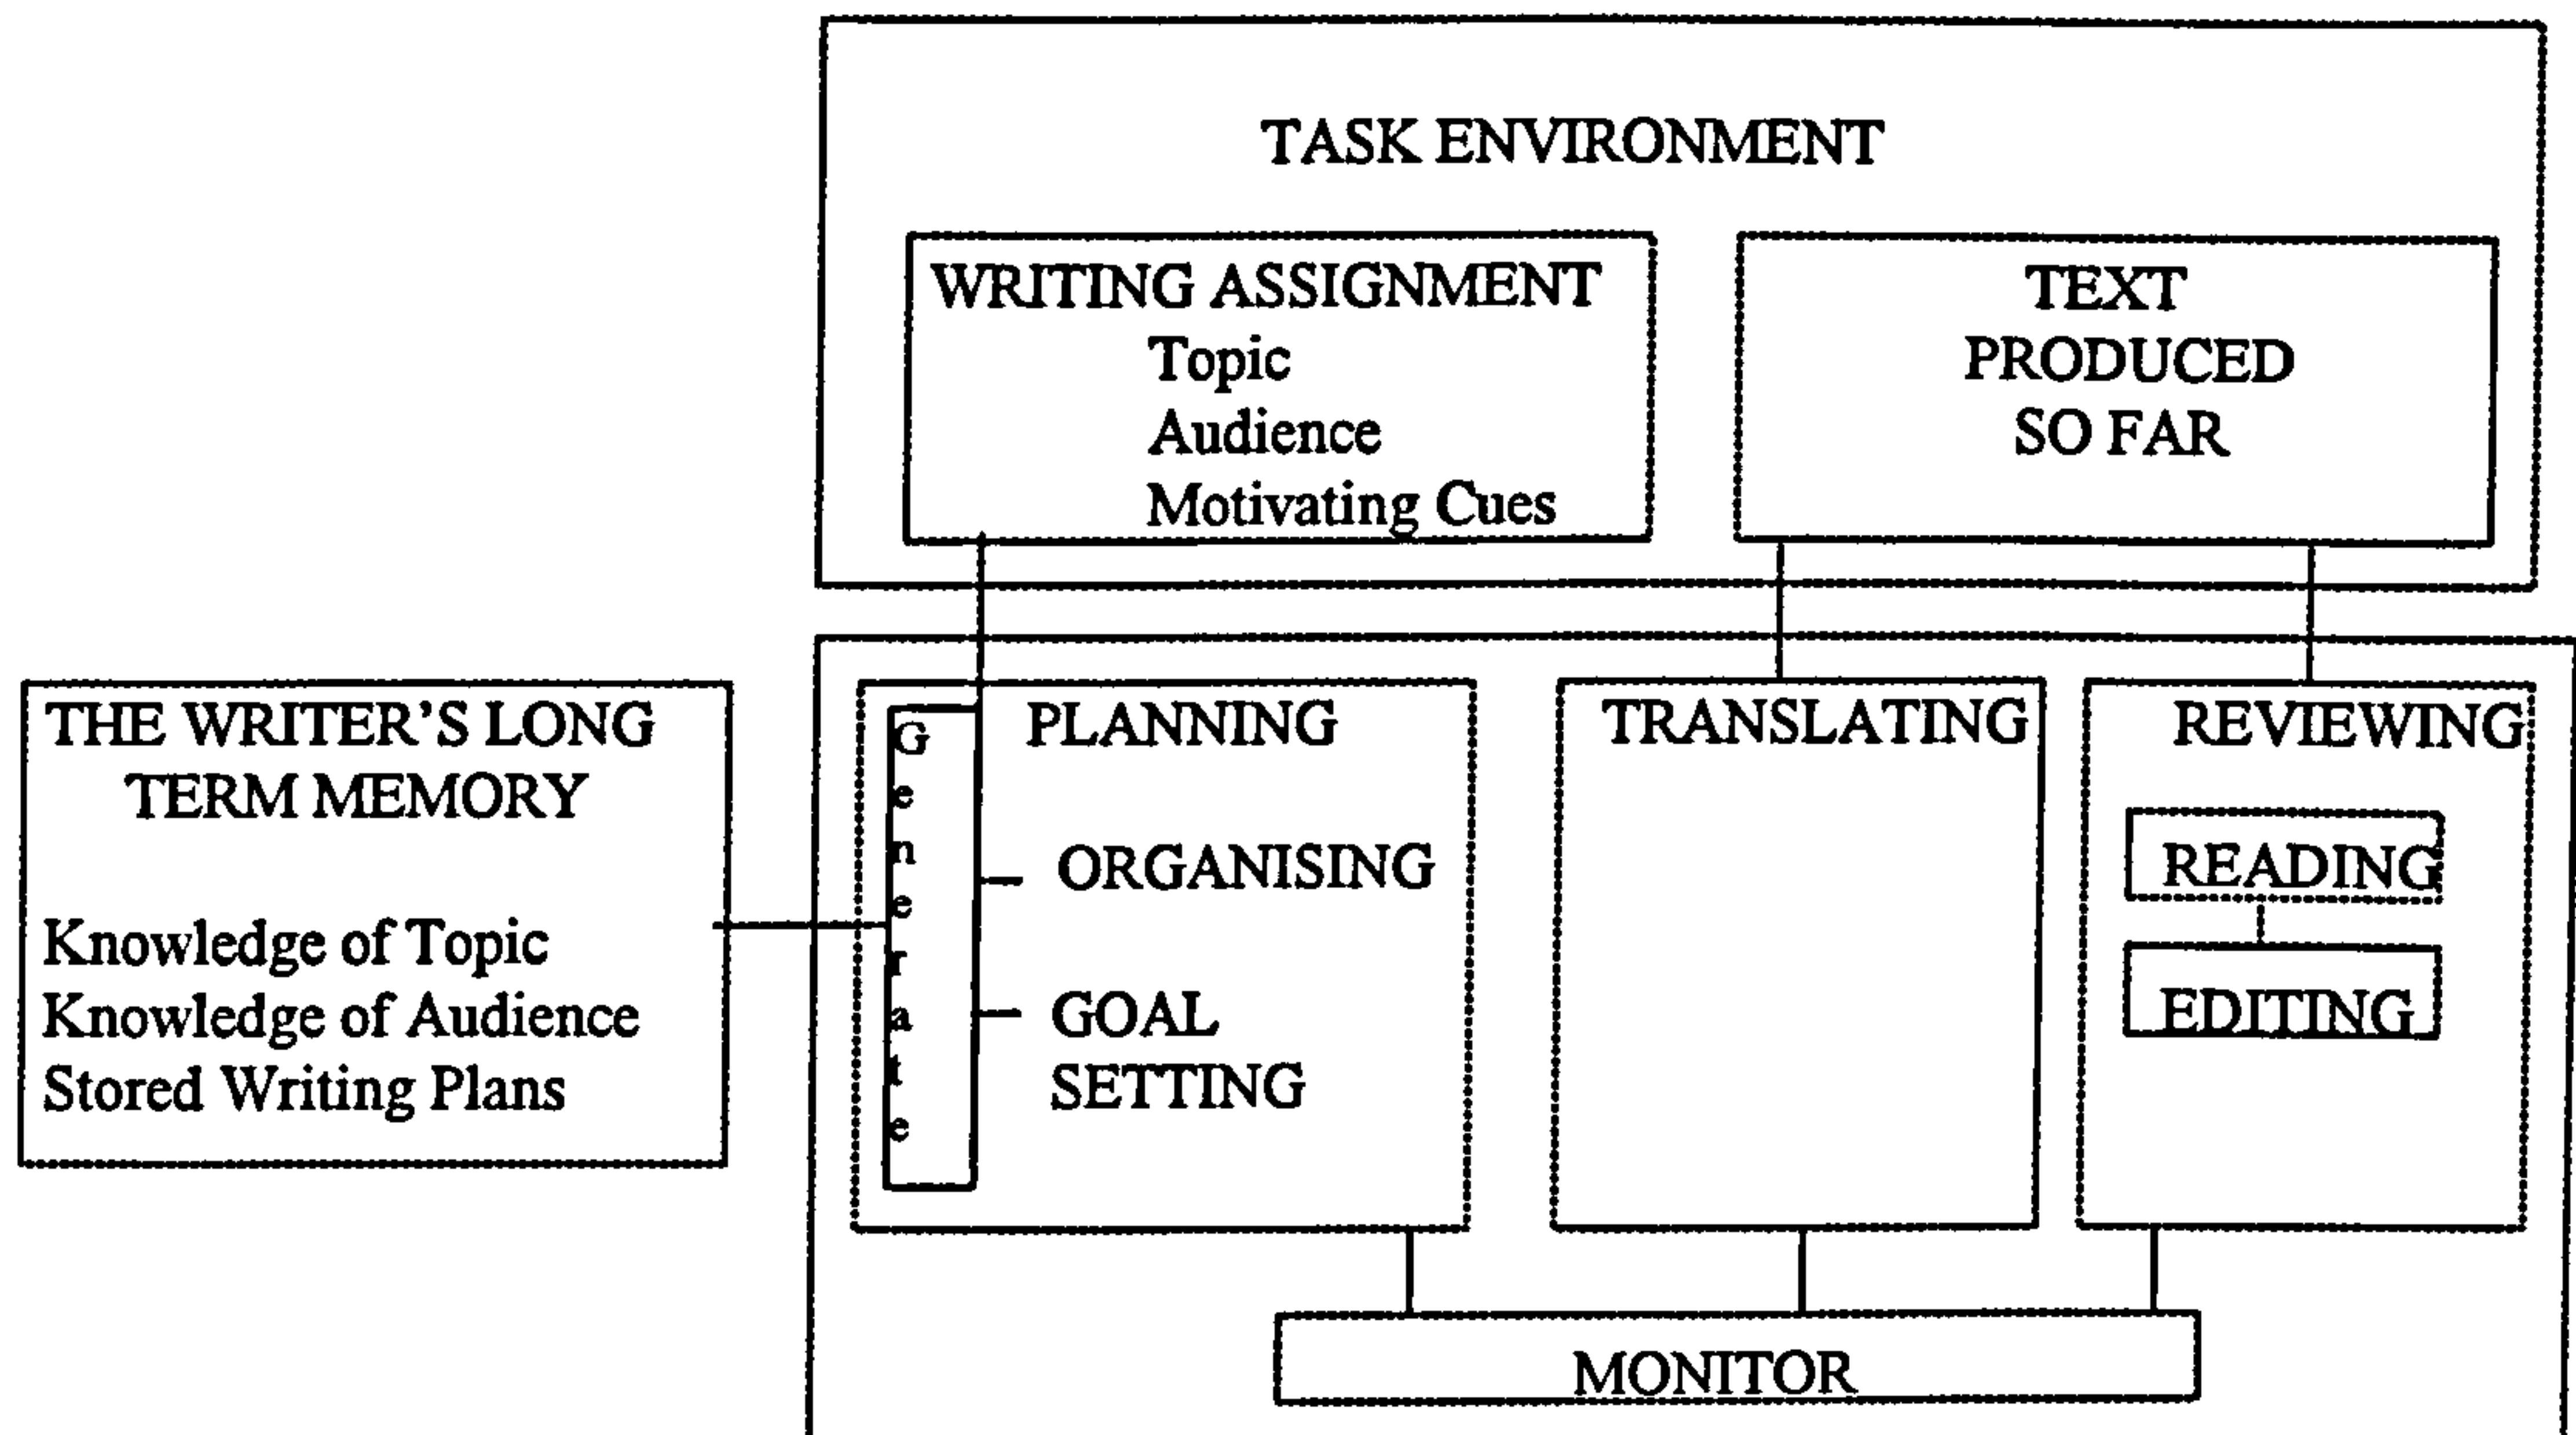 TASK ENVIRONMENT
WRITING ASSIGNMENT
Topic
Audience
Motivating Cues
TEXT
PRODUCED
SO FAR
THE WRITER'S LONG
TERM MEMORY
Knowledge of Topic
Knowledge of Audience
Stored Writing Plans
Generate
PLANNING
ORGANISING
GOAL
SETTING
TRANSLATING
REVIEWING
READING
EDITING
MONITOR